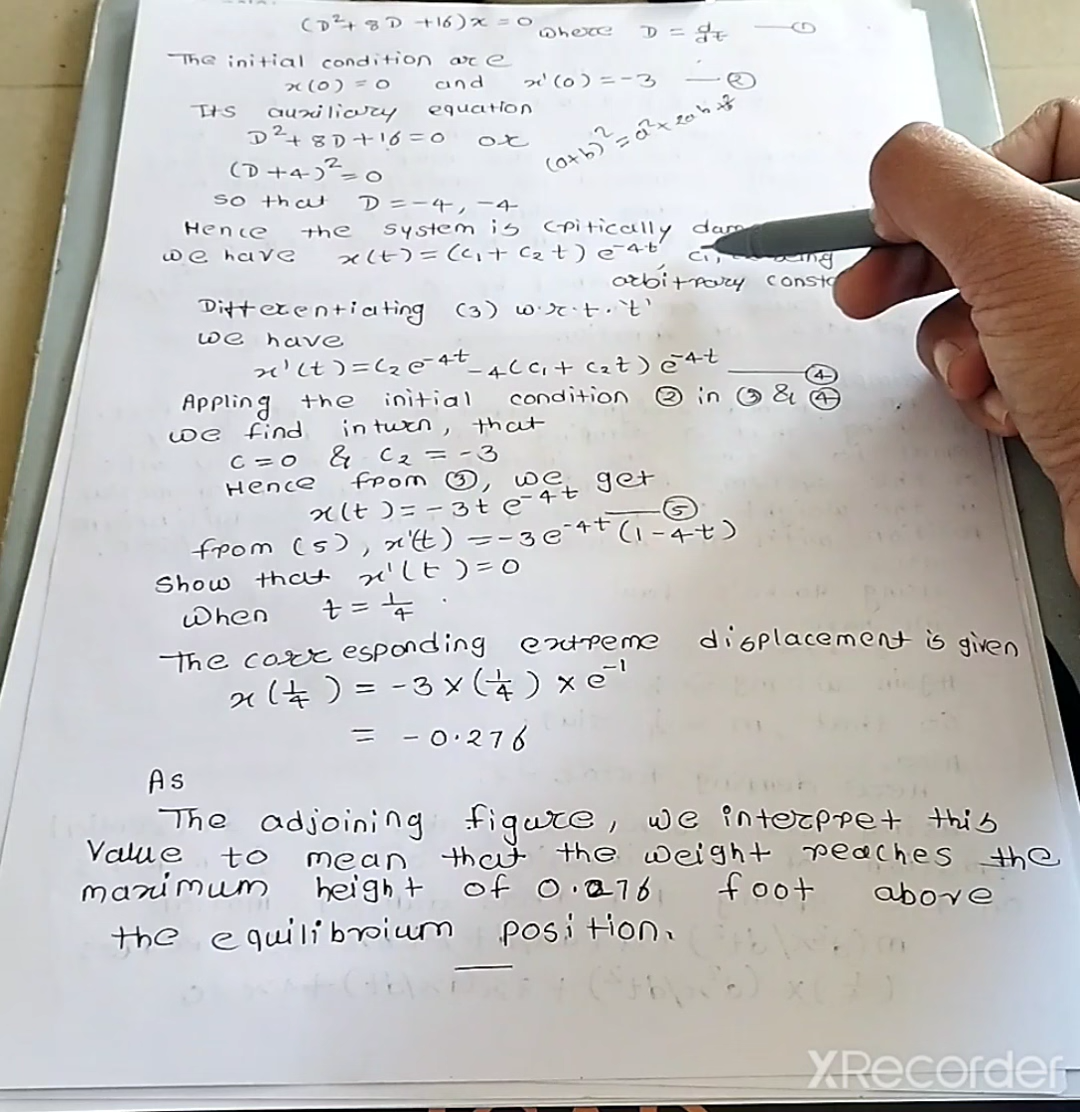 (D²+ 8D +16)x = 0 where D = d/dt —①
The initial condition are
x(0) = 0 and x'(0) = -3 —②
Its auxiliary equation
D²+ 8D+16=0 or
(a+b)² = a² x 2ab
(D+4)²=0
so that D = -4, -4
Hence the system is critically
we have x(t) = (c₁ + c₂ t) e^-4t,
arbitrary
Differentiating (3) w.r.t. 't'
we have
x'(t)=C₂e^-4t - 4(c₁ + c₂t) e^-4t —④
Appling the initial condition ② in ③ & ④
we find in turn, that
c = 0 & c₂ = -3
Hence from ③, we get
x(t) = -3t e^-4t —⑤
from (5), x'(t) = -3e^-4t (1-4t)
Show that x'(t) = 0
when t = 1/4 .
The corresponding extreme displacement is given
x(1/4) = -3 × (1/4) × e^-1
= -0.276
As
The adjoining figure, we interpret this
Value to mean that the weight reaches the
maximum height of 0.276 foot above
the equilibroium position.
XRecorder